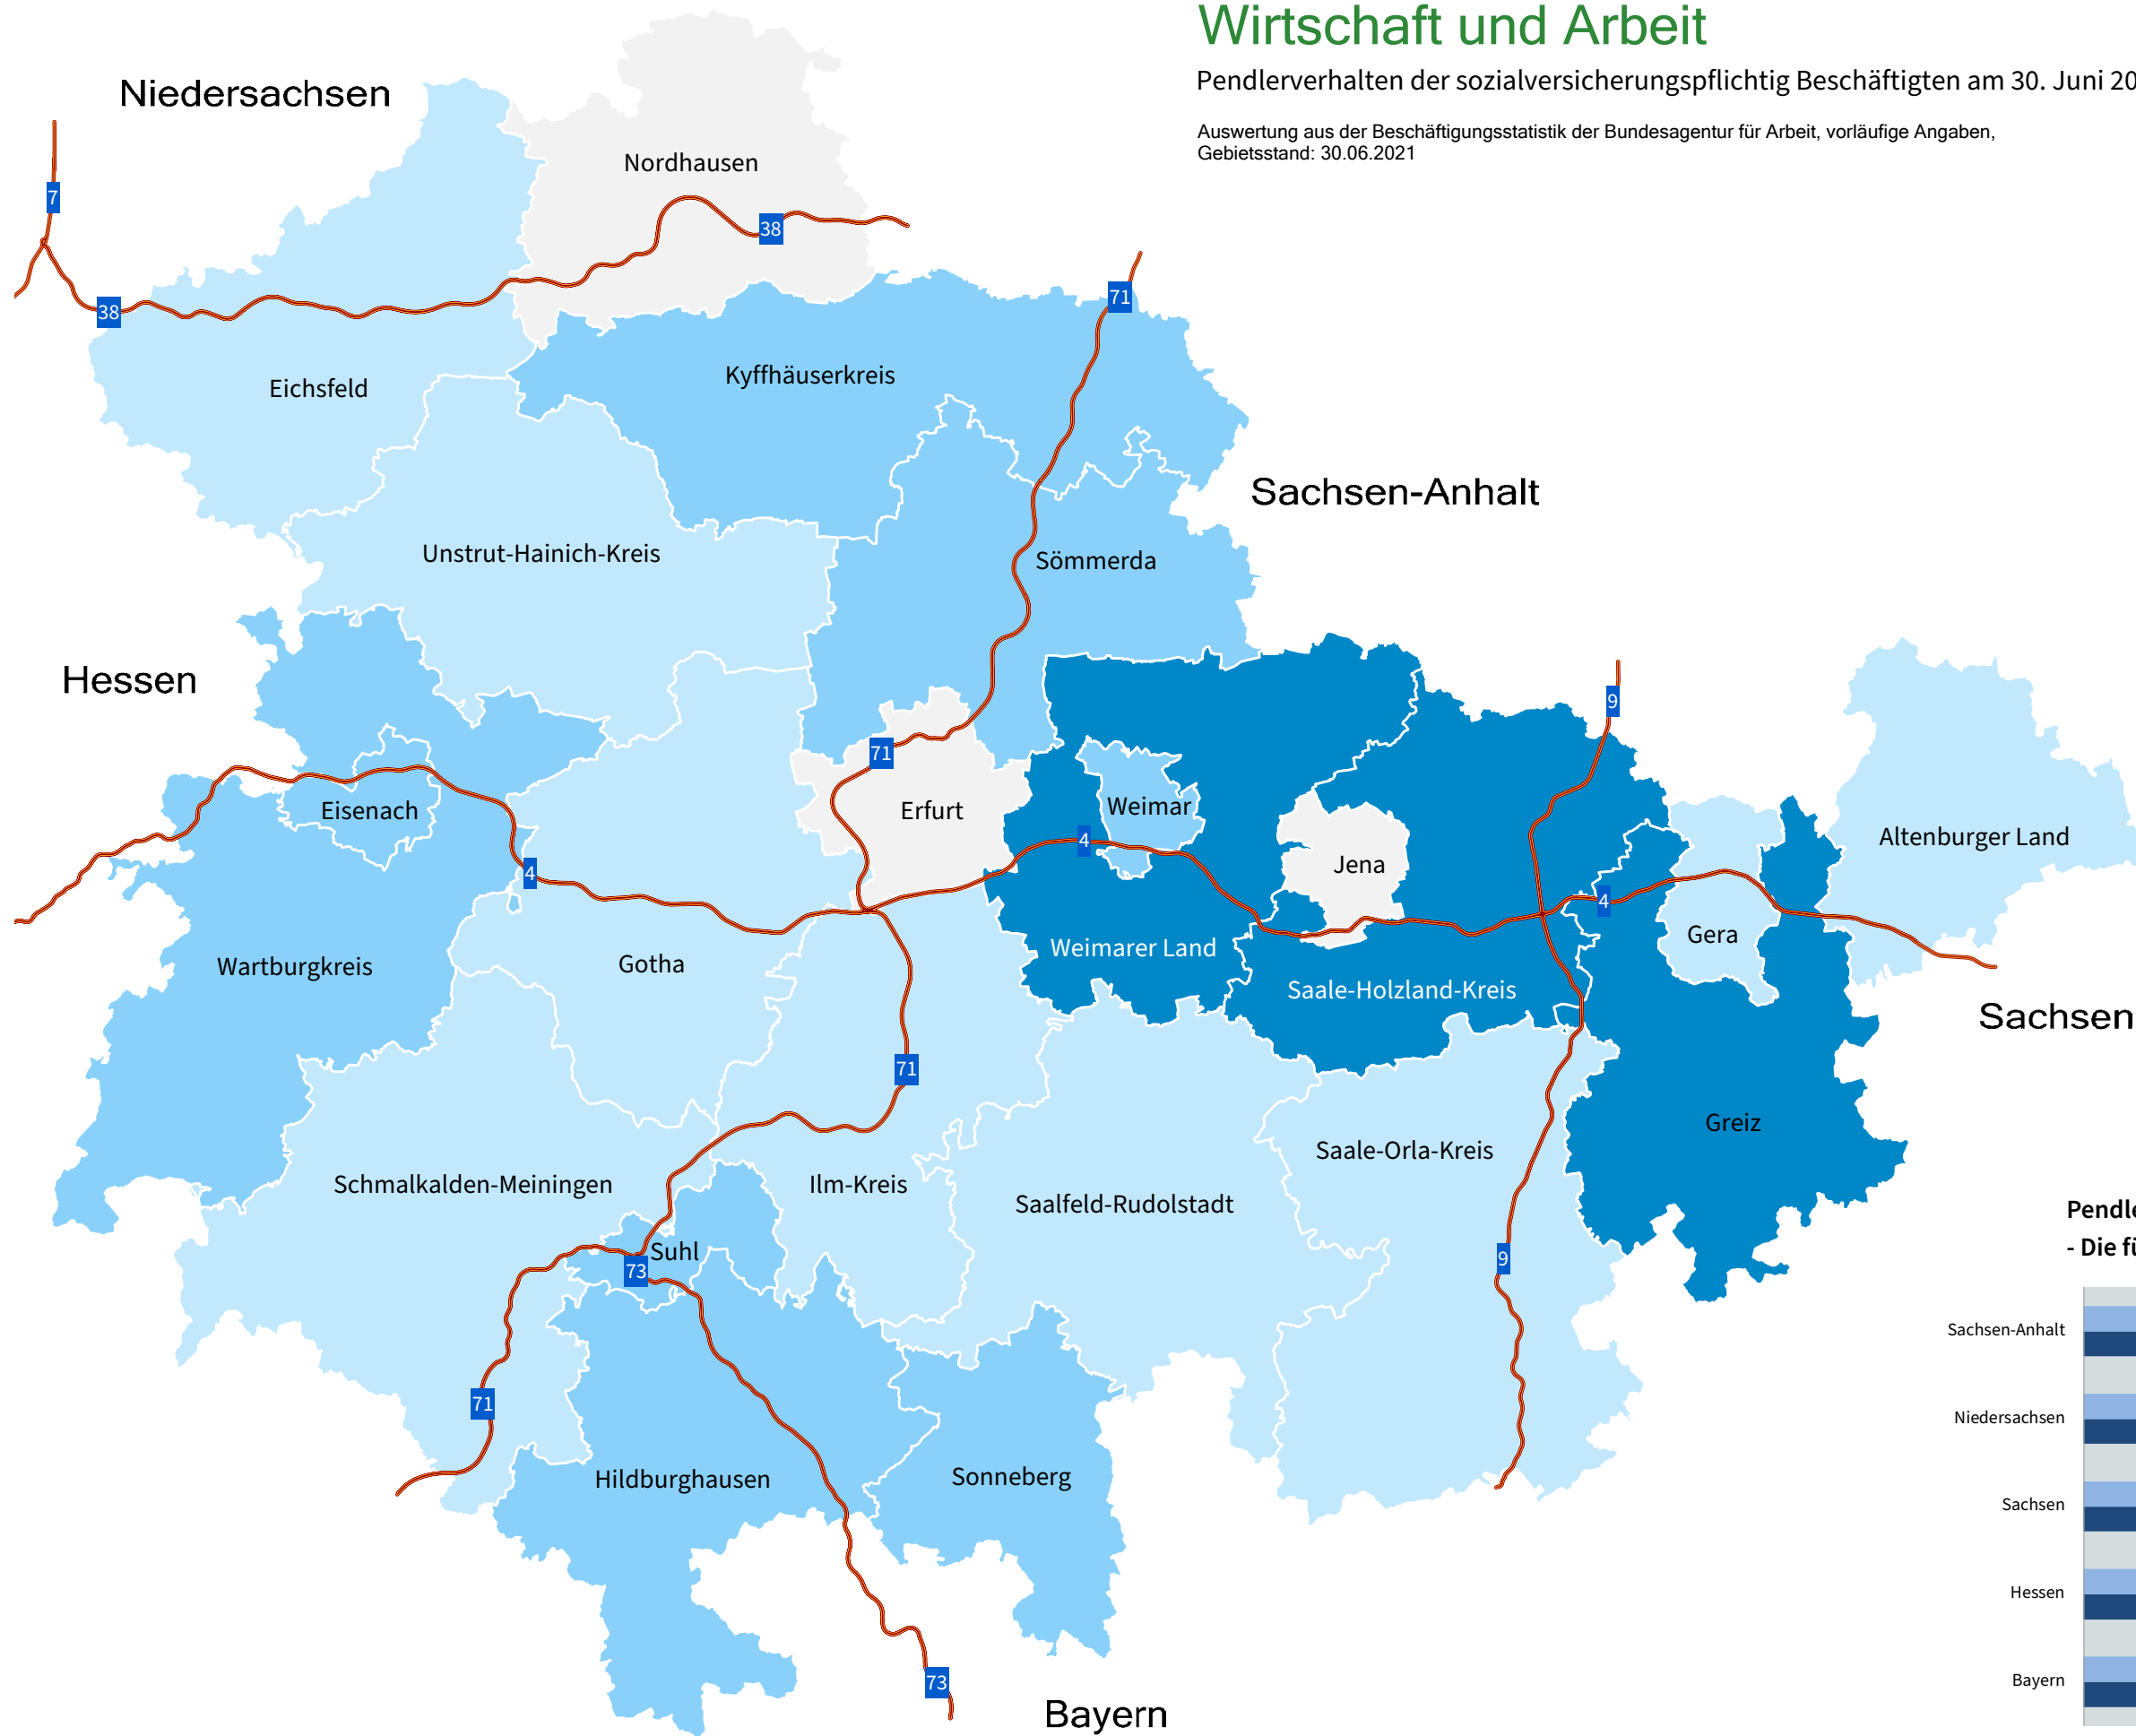 Wirtschaft und Arbeit
Pendlerverhalten der sozialversicherungspflichtig Beschäftigten am 30. Juni 20
Auswertung aus der Beschäftigungsstatistik der Bundesagentur für Arbeit, vorläufige Angaben,
Gebietsstand: 30.06.2021
Niedersachsen
Nordhausen
7
38
71
38
Kyffhäuserkreis
Eichsfeld
Sachsen-Anhalt
Unstrut-Hainich-Kreis
Sömmerda
Hessen
9
71
Eisenach
Erfurt
Weimar
Altenburger Land
4
Jena
4
4
Gera
Weimarer Land
Wartburgkreis
Gotha
Saale-Holzland-Kreis
Sachsen
71
Greiz
Saale-Orla-Kreis
Schmalkalden-Meiningen
Ilm-Kreis
Saalfeld-Rudolstadt
Suhl
73
9
71
Hildburghausen
Sonneberg
73
Bayern
Pendle
- Die fü
Sachsen-Anhalt
Niedersachsen
Sachsen
Hessen
Bayern